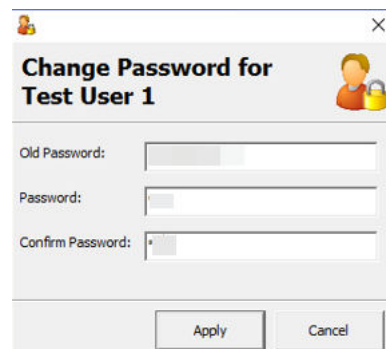 Change Password for
Test User 1
Old Password:
Password:
Confirm Password:
Apply
Cancel